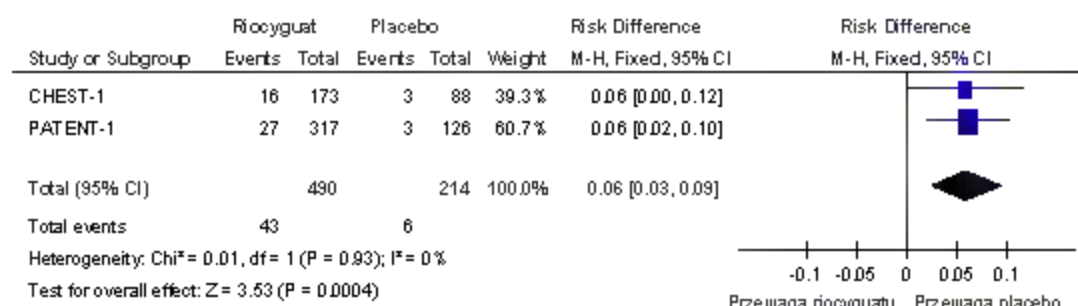 Riocyguat Placebo Risk Difference Risk Difference
Study or Subgroup Events Total Events Total Weight M-H, Fixed, 95% CI M-H, Fixed, 95% CI
CHEST-1 16 173 3 88 39.3% 0.06 [0.00, 0.12]
PATENT-1 27 317 3 126 60.7% 0.06 [0.02, 0.10]
Total (95% CI) 490 214 100.0% 0.06 [0.03, 0.09]
Total events 43 6
Heterogeneity: Chi² = 0.01, df = 1 (P = 0.93); I² = 0%
Test for overall effect: Z = 3.53 (P = 0.0004)
-0.1 -0.05 0 0.05 0.1
Przewaga riocyguatu Przewaga placebo